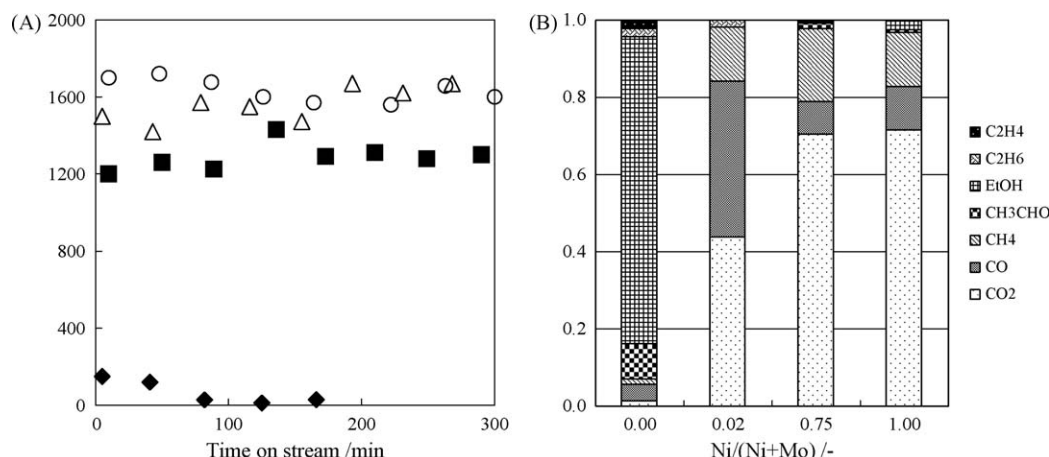 (A)
2000
1600
1200
800
400
0
0
100
200
300
Time on stream /min
(B)
1.0
0.8
0.6
0.4
0.2
0.0
0.00
0.02
0.75
1.00
Ni/(Ni+Mo) /-
C2H4
C2H6
EtOH
CH3CHO
CH4
CO
CO2